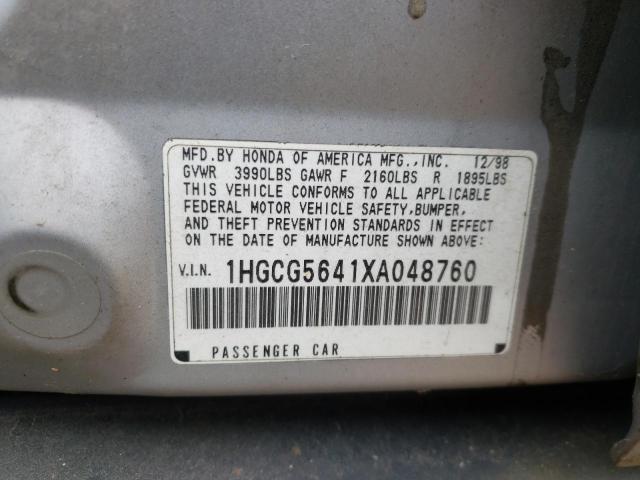 MFD.BY HONDA OF AMERICA MFG.,INC. 12/98
GVWR 3990LBS GAWR F 2160LBS R 1895LBS
THIS VEHICLE CONFORMS TO ALL APPLICABLE
FEDERAL MOTOR VEHICLE SAFETY,BUMPER,
AND THEFT PREVENTION STANDARDS IN EFFECT
ON THE DATE OF MANUFACTURE SHOWN ABOVE:
V.I.N. 1HGCG5641XA048760
PASSENGER CAR